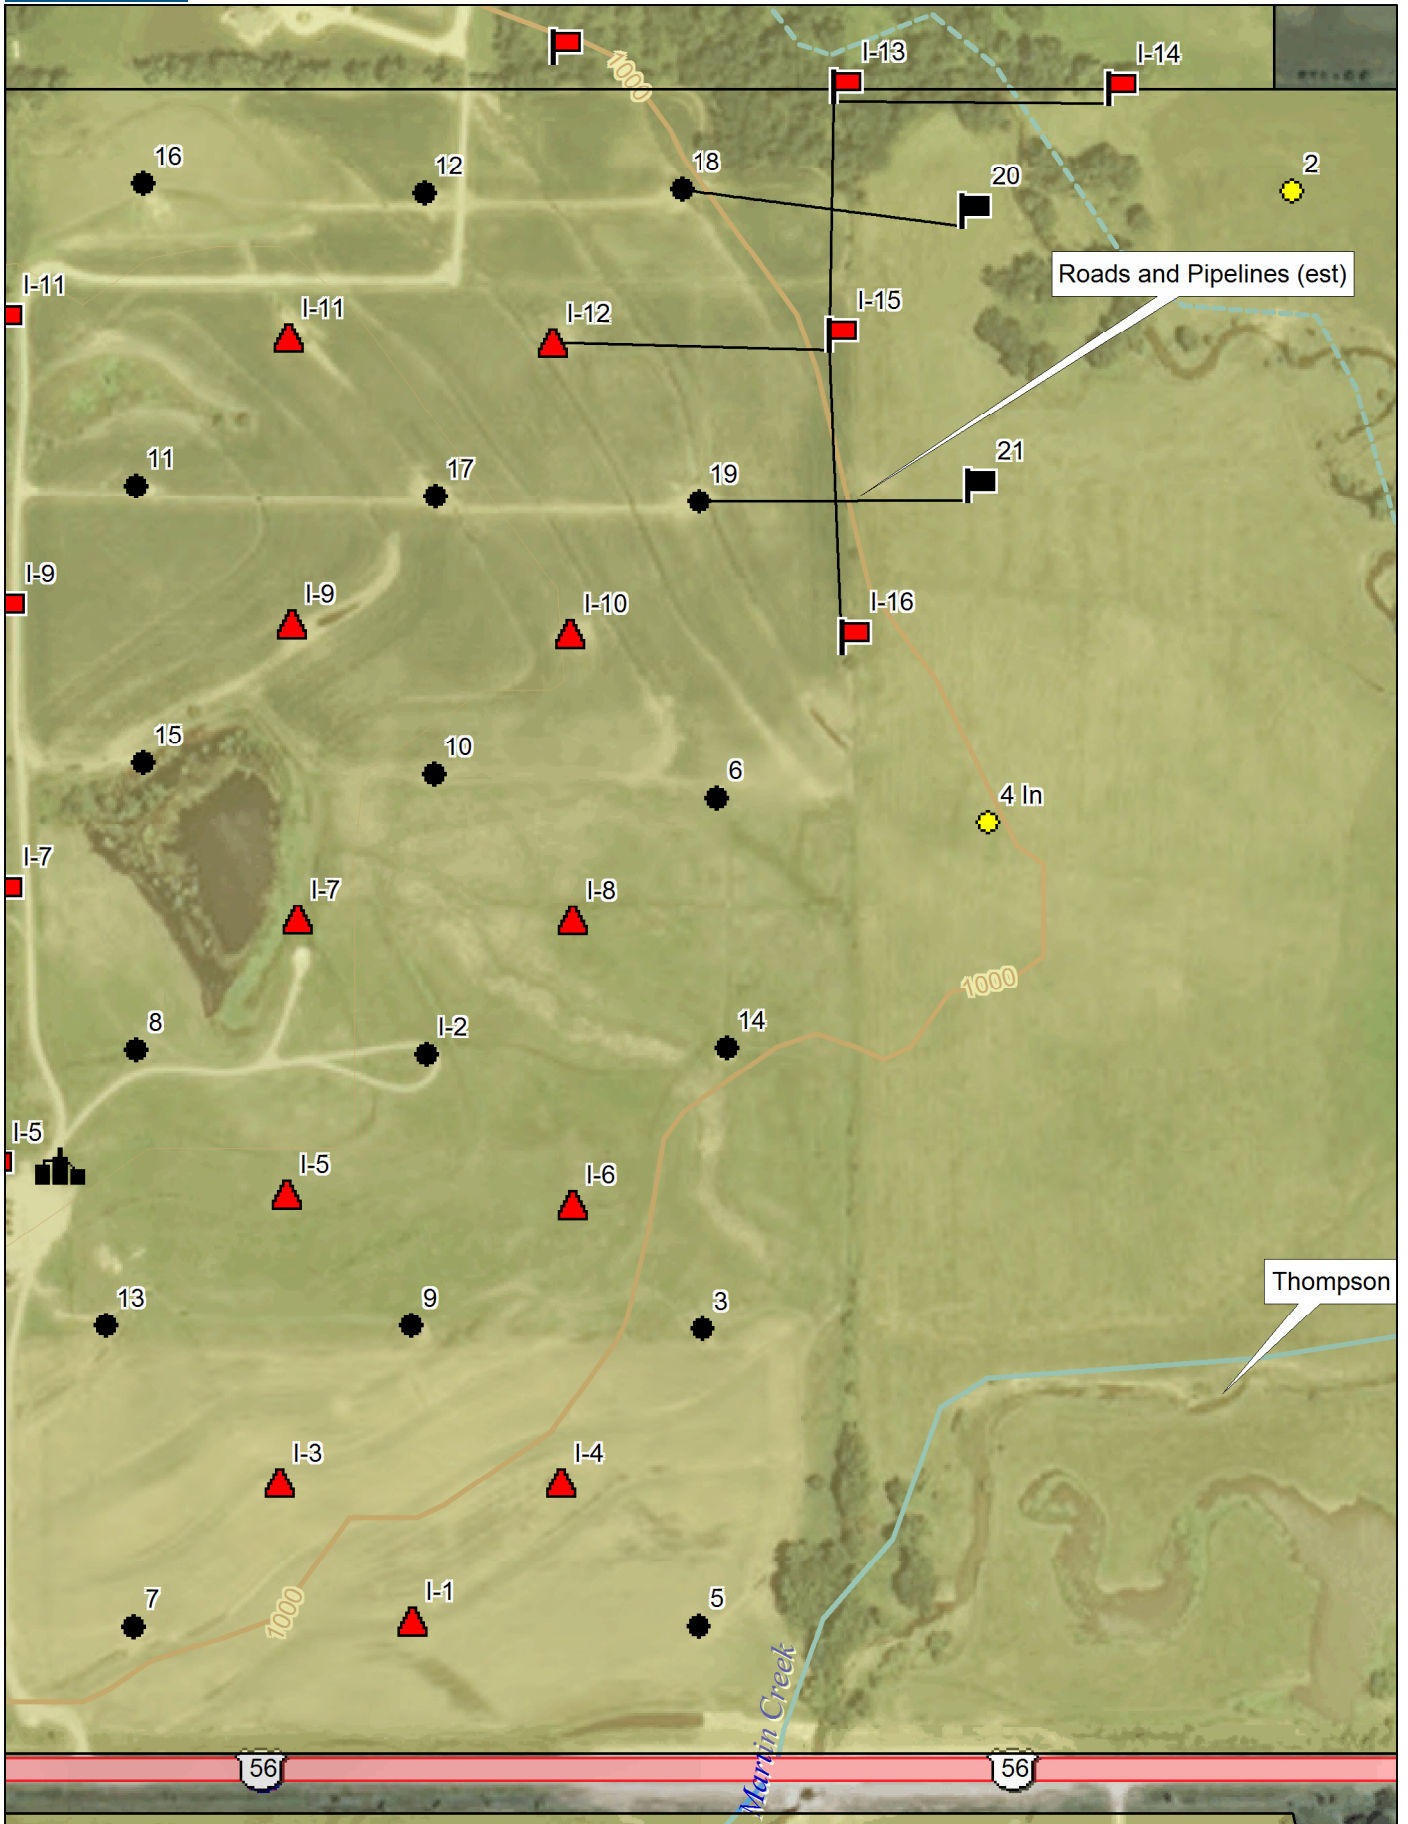 I-13
I-14
1000
16
12
18
20
2
Roads and Pipelines (est)
I-11
I-11
I-12
I-15
11
17
19
21
I-9
I-9
I-10
I-16
15
10
6
4 In
I-7
I-7
I-8
1000
8
I-2
14
I-5
I-5
I-6
Thompson
13
9
3
I-3
I-4
7
1000
I-1
5
Martin Creek
56
56